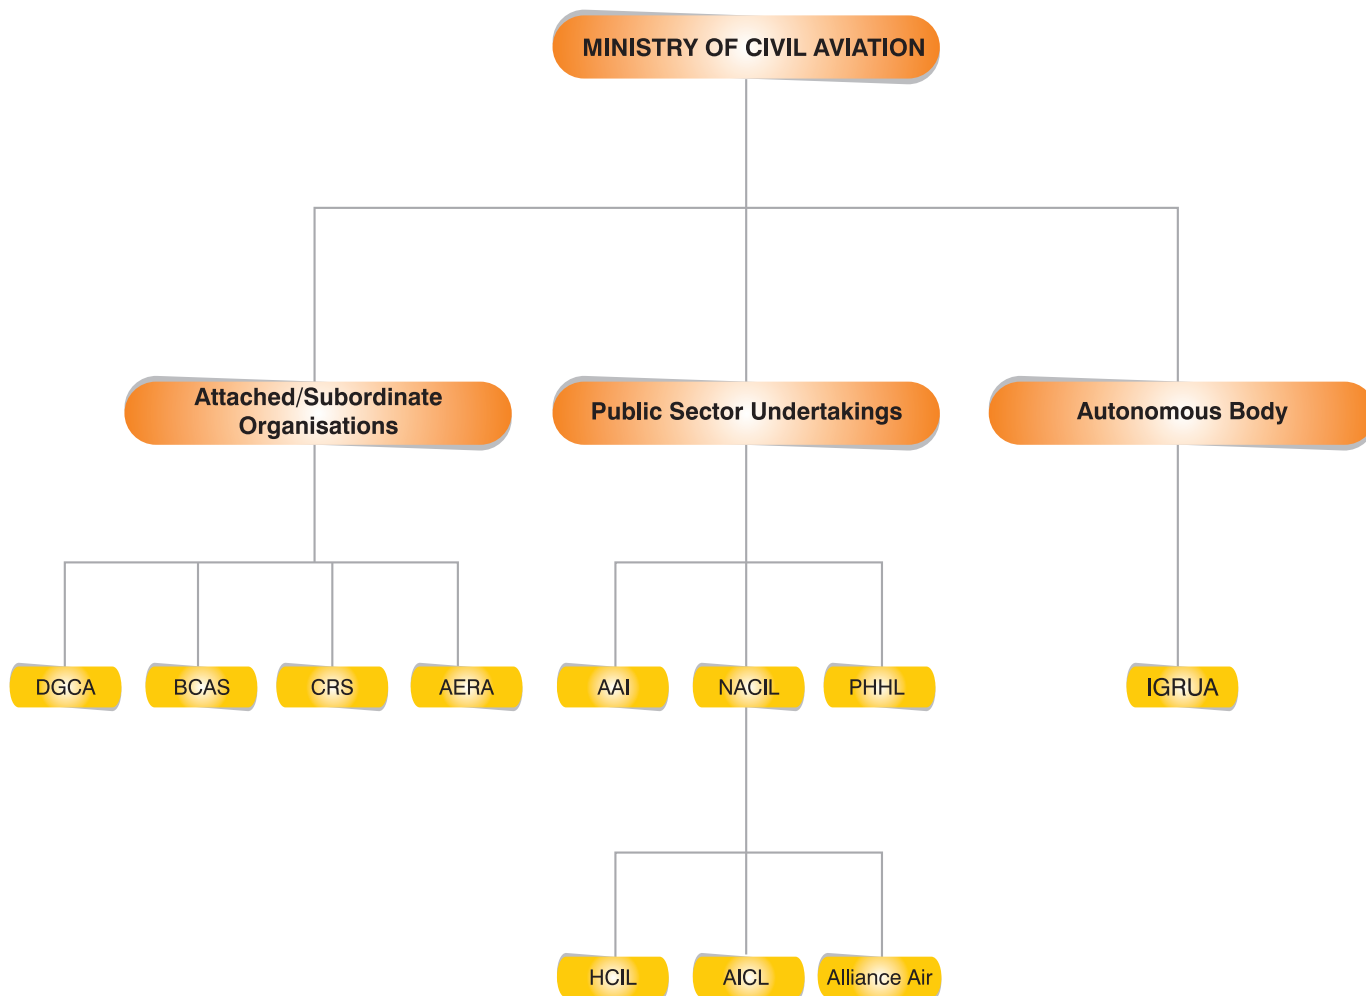 MINISTRY OF CIVIL AVIATION
Attached/Subordinate
Organisations
Public Sector Undertakings
Autonomous Body
DGCA
BCAS
CRS
AERA
AAI
NACIL
PHHL
IGRUA
HCIL
AICL
Alliance Air